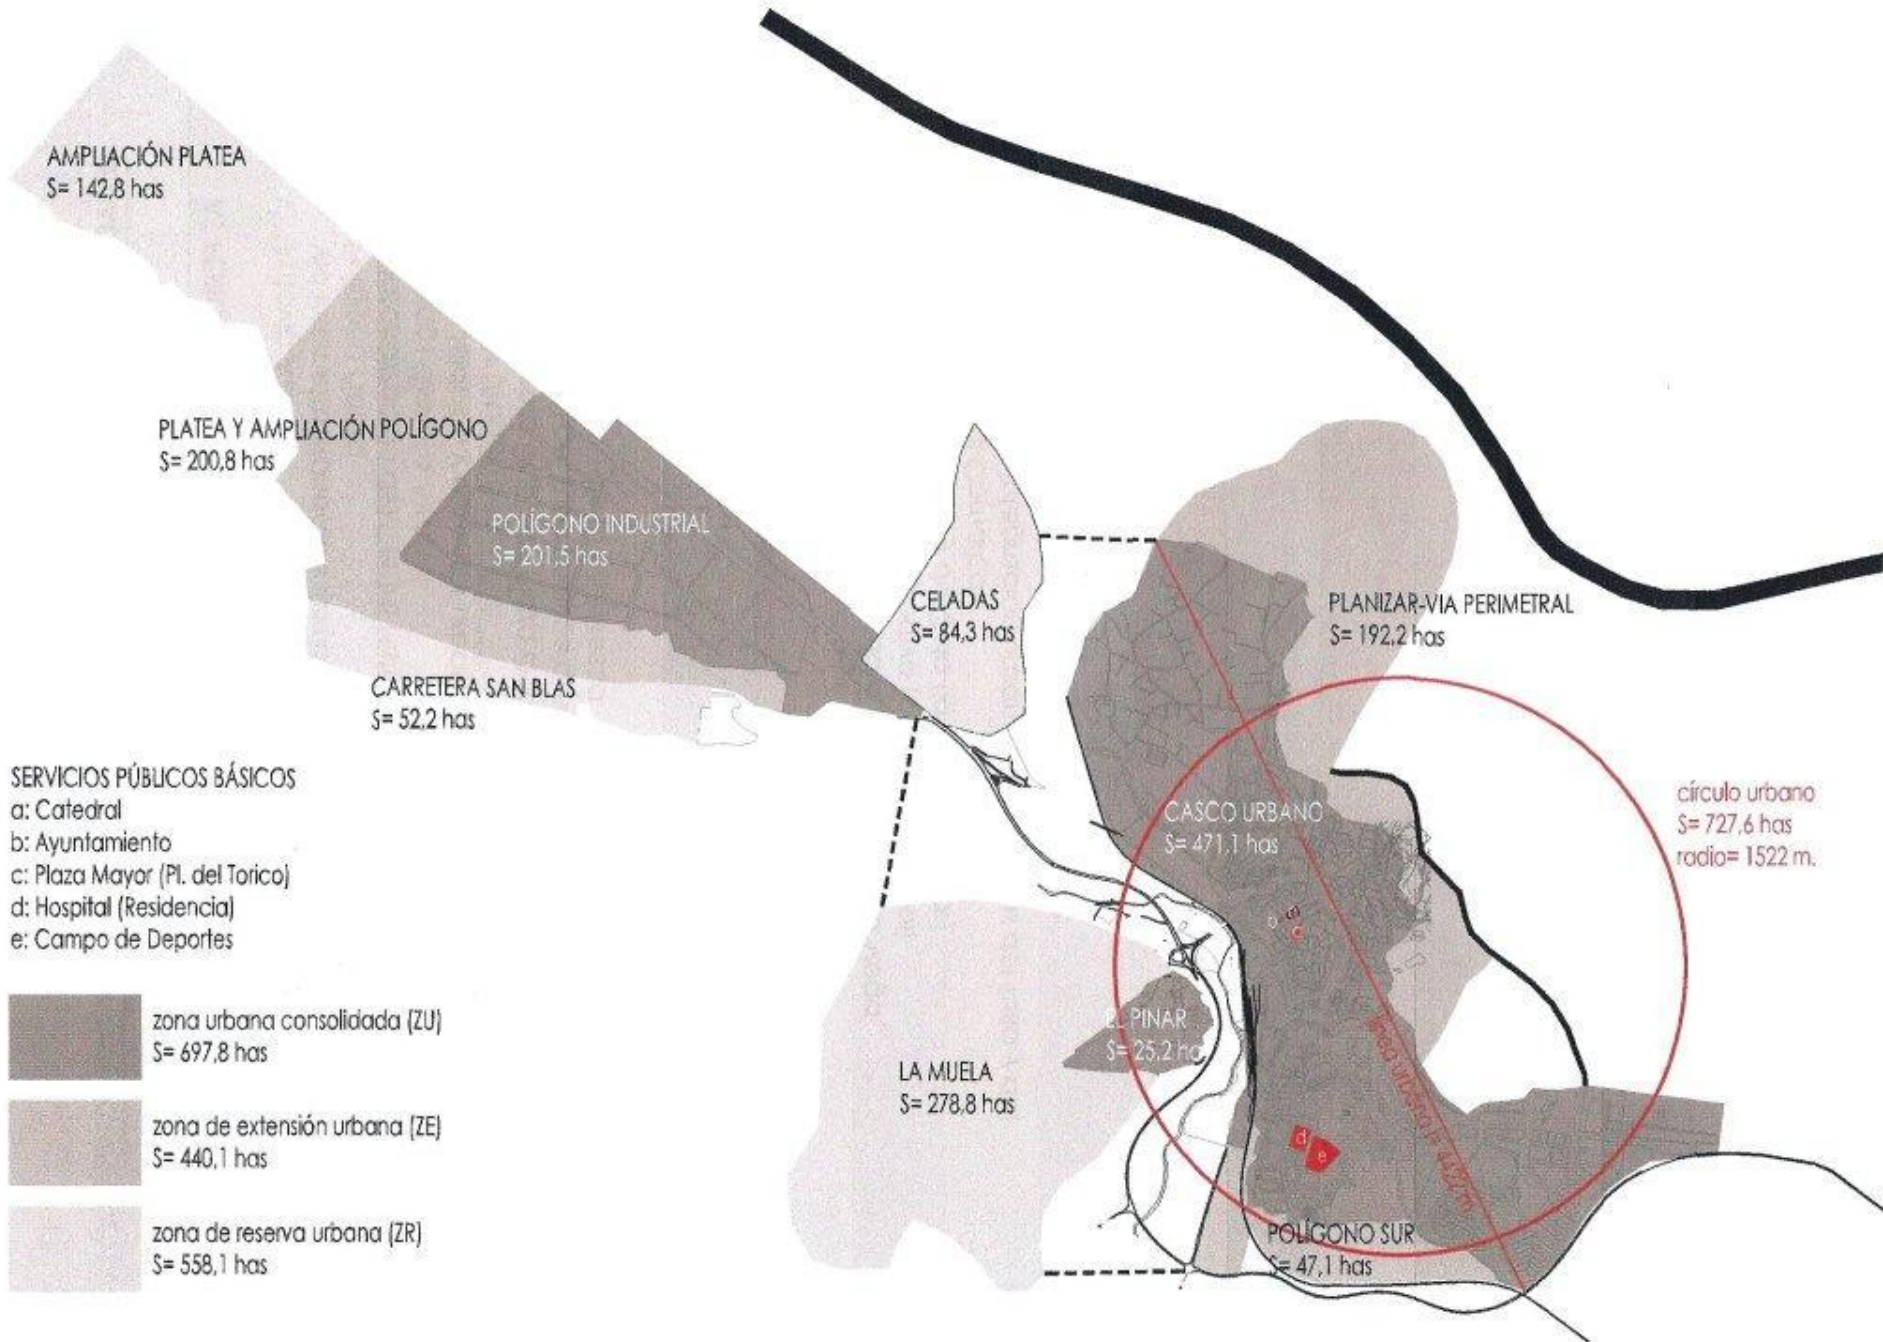 AMPLIACIÓN PLATEA
S= 142,8 has
PLATEA Y AMPLIACIÓN POLÍGONO
S= 200,8 has
POLÍGONO INDUSTRIAL
S= 201,5 has
CELADAS
S= 84,3 has
PLANIZAR-VIA PERIMETRAL
S= 192,2 has
CARRETERA SAN BLAS
S= 52,2 has
SERVICIOS PÚBLICOS BÁSICOS
a: Catedral
b: Ayuntamiento
c: Plaza Mayor (Pl. del Torico)
d: Hospital (Residencia)
e: Campo de Deportes
círculo urbano
S= 727,6 has
radio= 1522 m.
CASCO URBANO
S= 471,1 has
b
c
EL PINAR
S= 25,2 ha
LA MUELA
S= 278,8 has
línea urbana
d
e
POLÍGONO SUR
S= 47,1 has
zona urbana consolidada (ZU)
S= 697,8 has
zona de extensión urbana (ZE)
S= 440,1 has
zona de reserva urbana (ZR)
S= 558,1 has